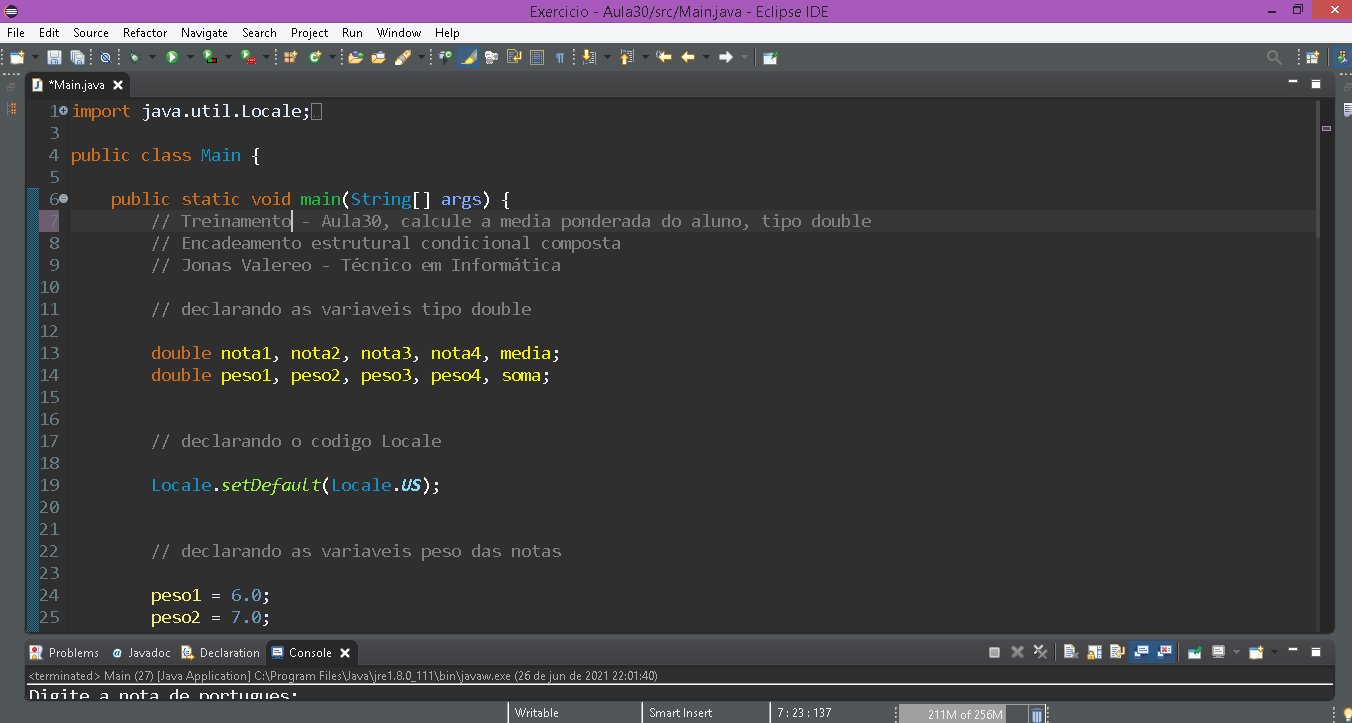 Exercicio - Aula30/src/Main.java - Eclipse IDE
File Edit Source Refactor Navigate Search Project Run Window Help
*Main.java
1 import java.util.Locale;
3
4 public class Main {
5
6 public static void main(String[] args) {
7 // Treinamento - Aula30, calcule a media ponderada do aluno, tipo double
8 // Encadeamento estrutural condicional composta
9 // Jonas Valereo - Técnico em Informática
10
11 // declarando as variaveis tipo double
12
13 double nota1, nota2, nota3, nota4, media;
14 double peso1, peso2, peso3, peso4, soma;
15
16
17 // declarando o codigo Locale
18
19 Locale.setDefault(Locale.US);
20
21
22 // declarando as variaveis peso das notas
23
24 peso1 = 6.0;
25 peso2 = 7.0;
Problems @ Javadoc Declaration Console
<terminated> Main (27) [Java Application] C:\Program Files\Java\jre1.8.0_111\bin\javaw.exe (26 de jun de 2021 22:01:40)
Digite a nota de portugues:
Writable Smart Insert 7 : 23 : 137 211M of 256M